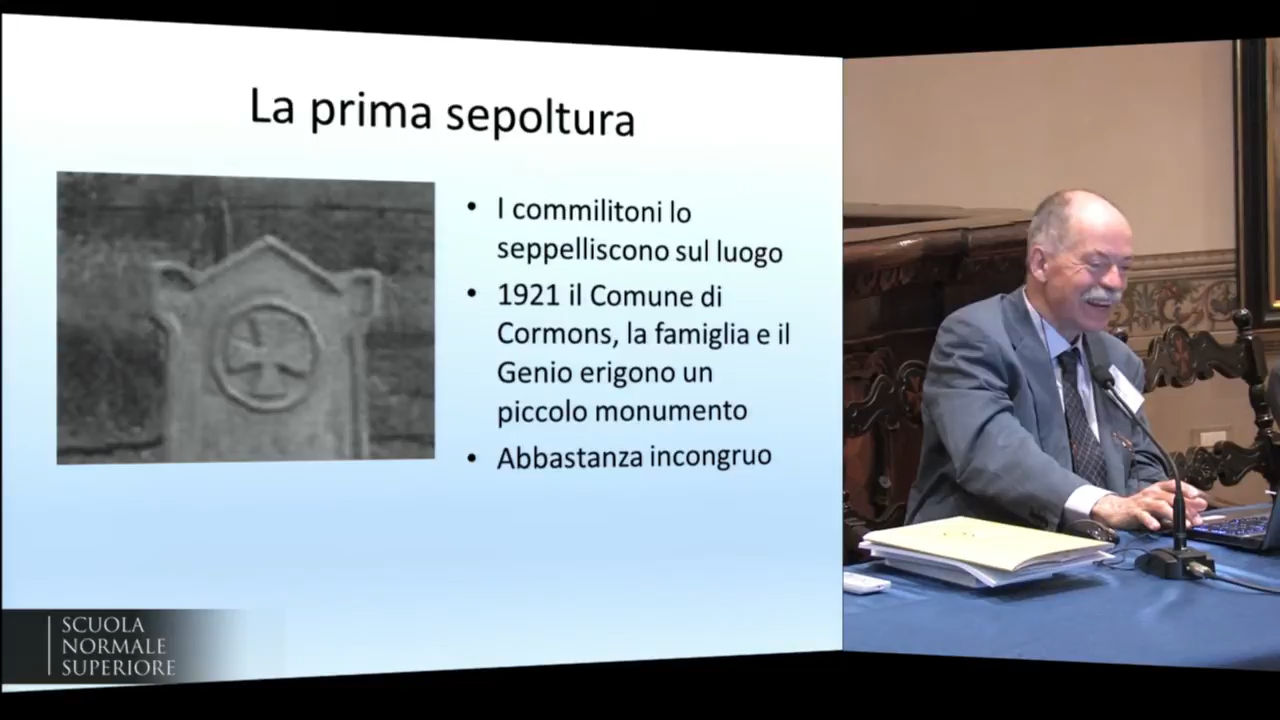 La prima sepoltura
• I commilitoni lo
seppelliscono sul luogo
• 1921 il Comune di
Cormons, la famiglia e il
Genio erigono un
piccolo monumento
• Abbastanza incongruo
SCUOLA
NORMALE
SUPERIORE